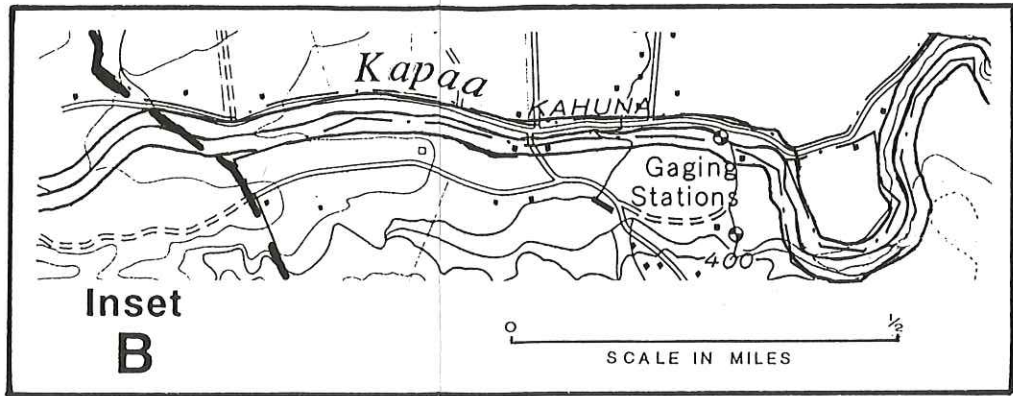 Kapaa
KAHUNA
Gaging
Stations
400
Inset
B
0 1/2
SCALE IN MILES